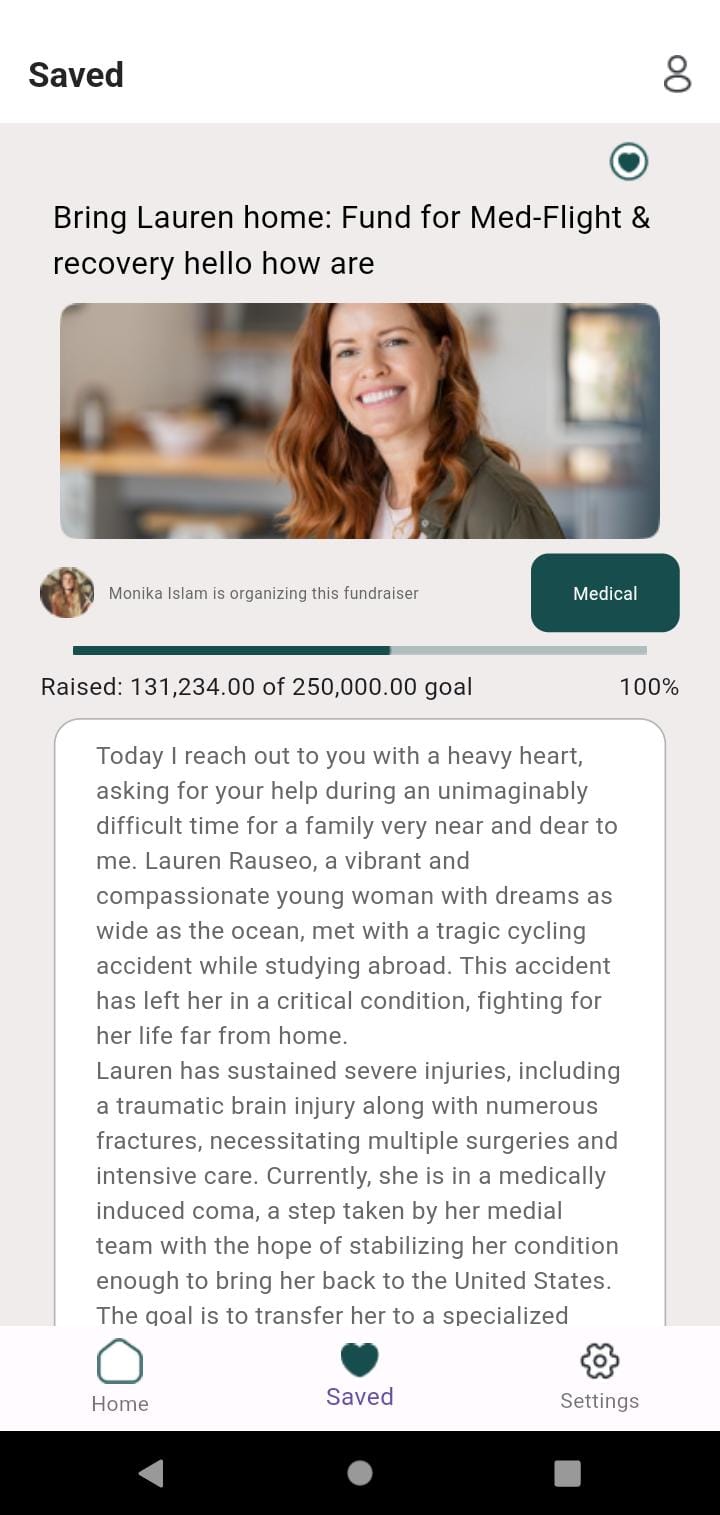 Saved
Bring Lauren home: Fund for Med-Flight &
recovery hello how are
Monika Islam is organizing this fundraiser
Medical
Raised: 131,234.00 of 250,000.00 goal
100%
Today I reach out to you with a heavy heart,
asking for your help during an unimaginably
difficult time for a family very near and dear to
me. Lauren Rauseo, a vibrant and
compassionate young woman with dreams as
wide as the ocean, met with a tragic cycling
accident while studying abroad. This accident
has left her in a critical condition, fighting for
her life far from home.
Lauren has sustained severe injuries, including
a traumatic brain injury along with numerous
fractures, necessitating multiple surgeries and
intensive care. Currently, she is in a medically
induced coma, a step taken by her medial
team with the hope of stabilizing her condition
enough to bring her back to the United States.
The goal is to transfer her to a specialized
Home
Saved
Settings